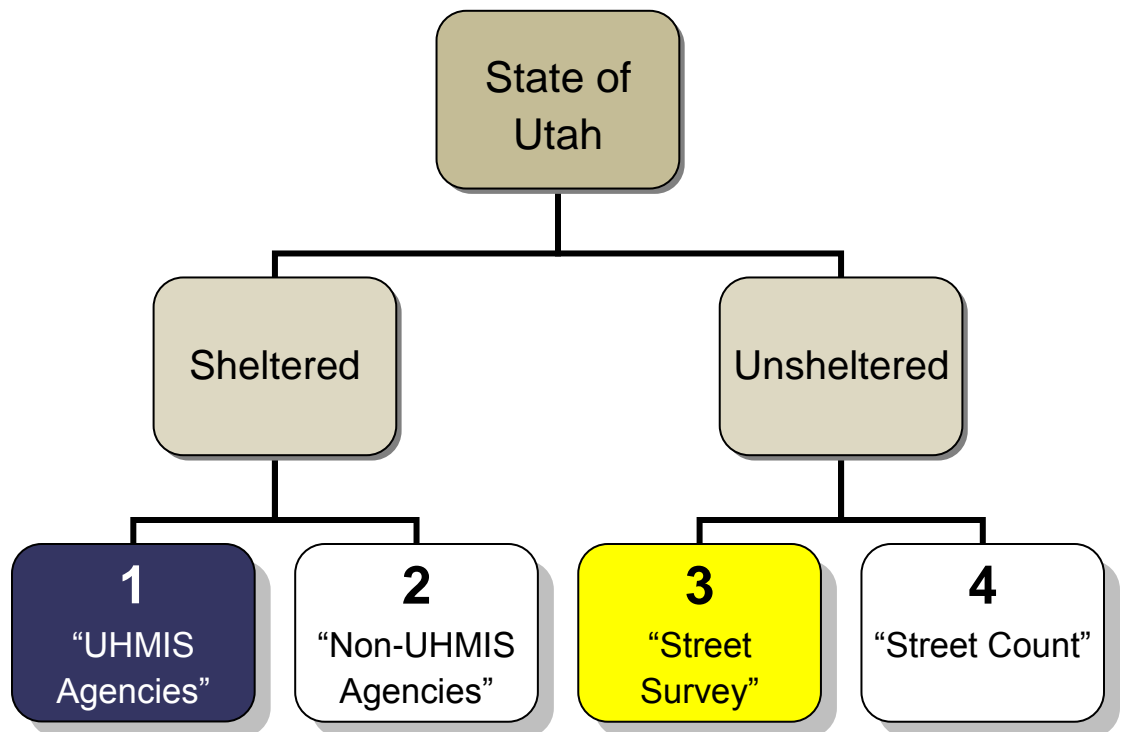 State of
Utah
Sheltered
Unsheltered
1
“UHMIS
Agencies”
2
“Non-UHMIS
Agencies”
3
“Street
Survey”
4
“Street Count”